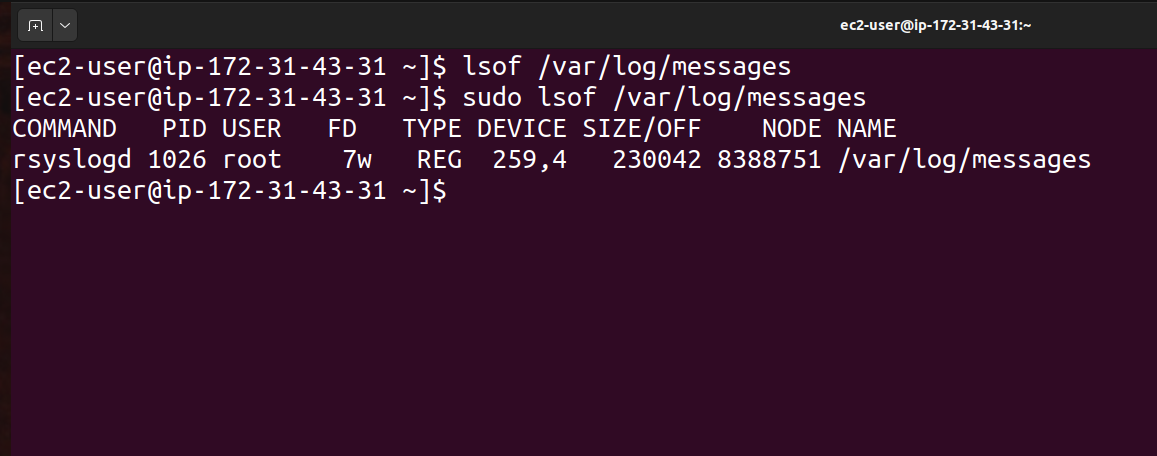 ec2-user@ip-172-31-43-31:~
[ec2-user@ip-172-31-43-31 ~]$ lsof /var/log/messages
[ec2-user@ip-172-31-43-31 ~]$ sudo lsof /var/log/messages
COMMAND   PID USER   FD   TYPE DEVICE SIZE/OFF    NODE NAME
rsyslogd 1026 root    7w   REG  259,4   230042 8388751 /var/log/messages
[ec2-user@ip-172-31-43-31 ~]$